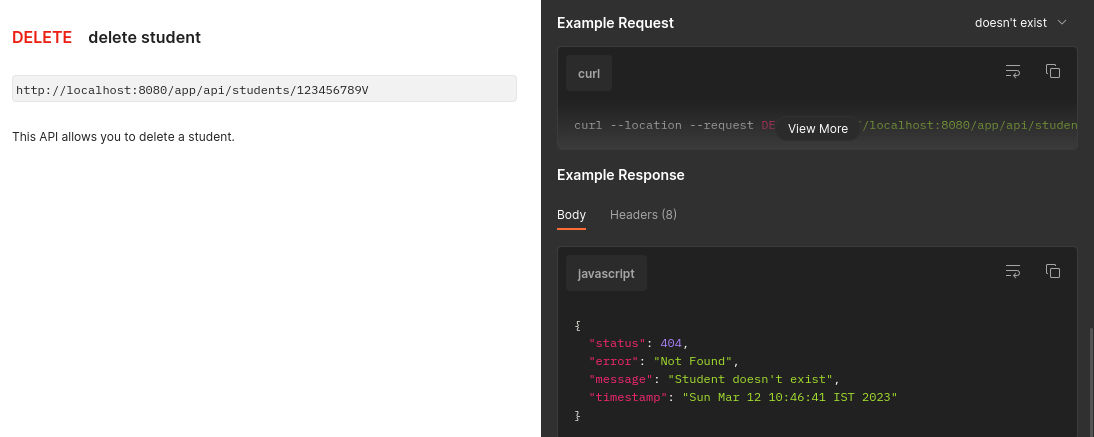 DELETE delete student
http://localhost:8080/app/api/students/123456789V
This API allows you to delete a student.
Example Request
doesn't exist
curl
curl --location --request DE
/localhost:8080/app/api/studen
View More
Example Response
Body Headers (8)
javascript
{
"status": 404,
"error": "Not Found",
"message": "Student doesn't exist",
"timestamp": "Sun Mar 12 10:46:41 IST 2023"
}